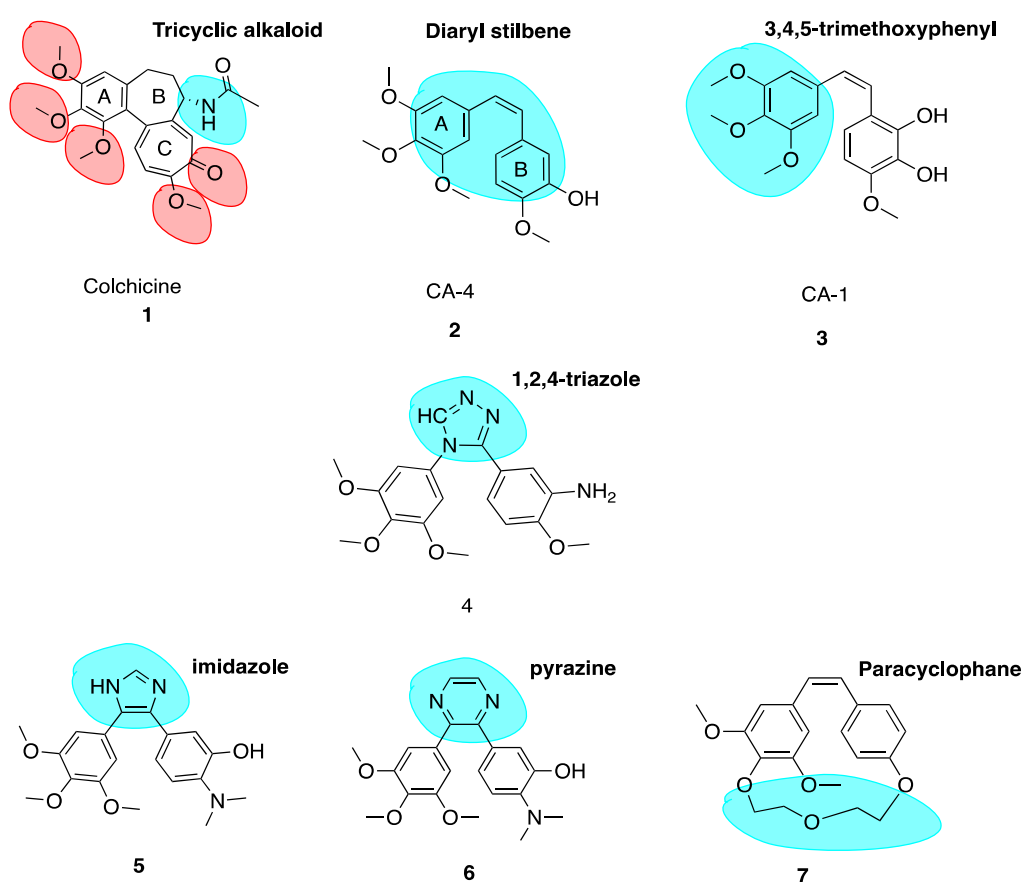 Tricyclic alkaloid
O
O
O
O
O
O
N
H
A
B
C
Colchicine
1
Diaryl stilbene
O
O
O
A
B
OH
O
CA-4
2
3,4,5-trimethoxyphenyl
O
O
O
OH
OH
O
CA-1
3
1,2,4-triazole
N
HC
N
N
O
O
O
NH2
O
4
imidazole
HN
N
O
O
O
OH
N
5
pyrazine
N
N
O
O
O
OH
N
6
Paracyclophane
O
O
O
O
O
7